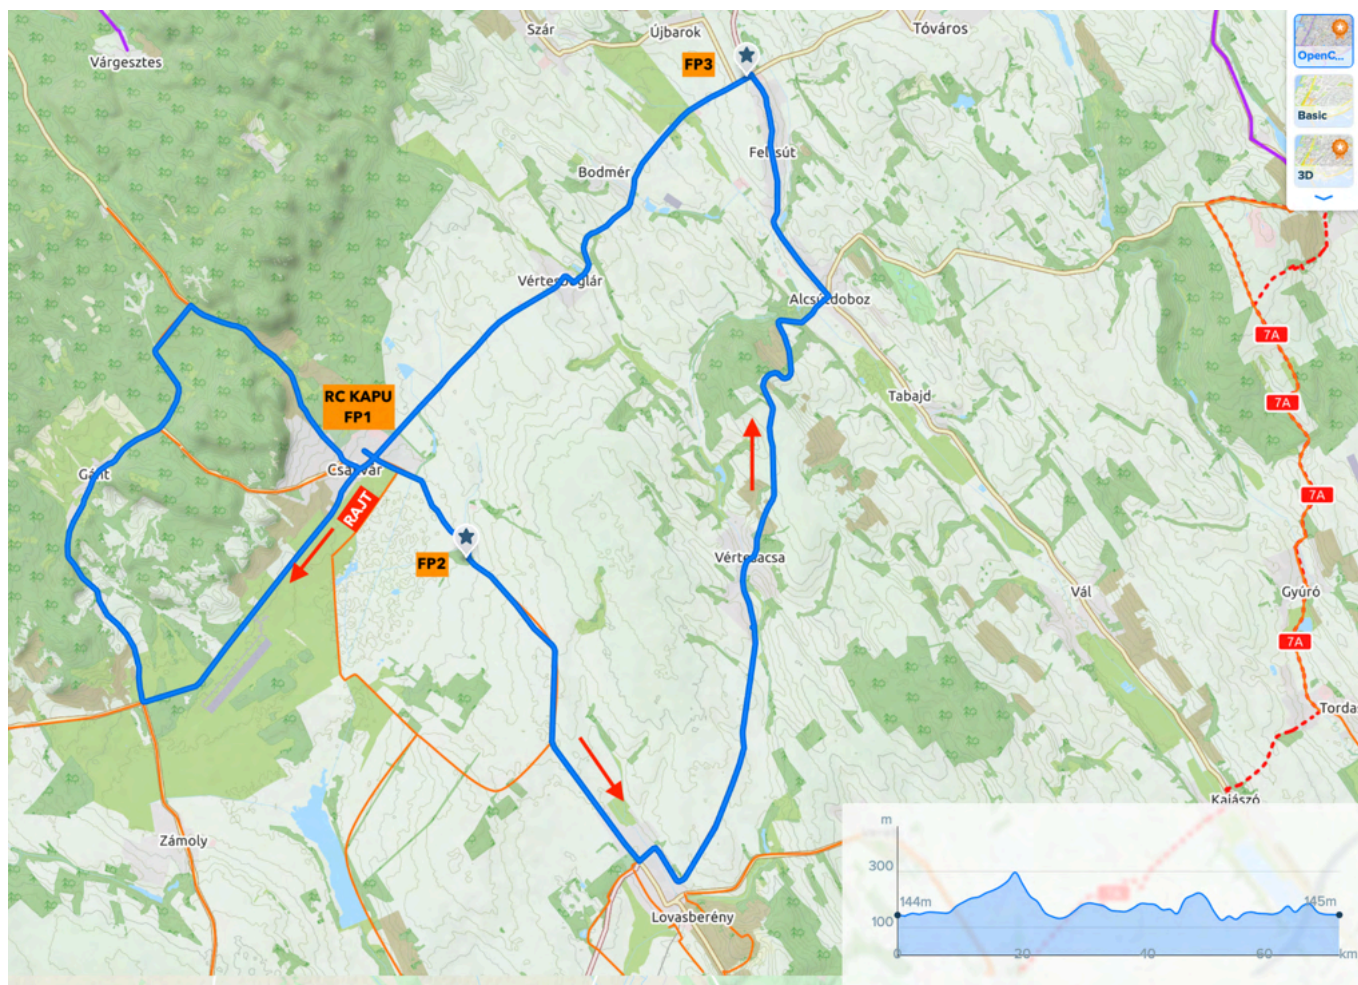 Szár
Újbarok
Tóváros
Várgesztes
FP3
OpenC...
Basic
3D
Felcsút
Bodmér
Vértesboglár
Alcsútdoboz
7A
RC KAPU
FP1
Tabajd
7A
Csákvár
Gánt
RAJT
7A
FP2
Vértesacsa
Vál
Gyúró
7A
Tordas
Kajászó
Zámoly
m
300
144m
145m
100
Lovasberény
0
20
40
60
km